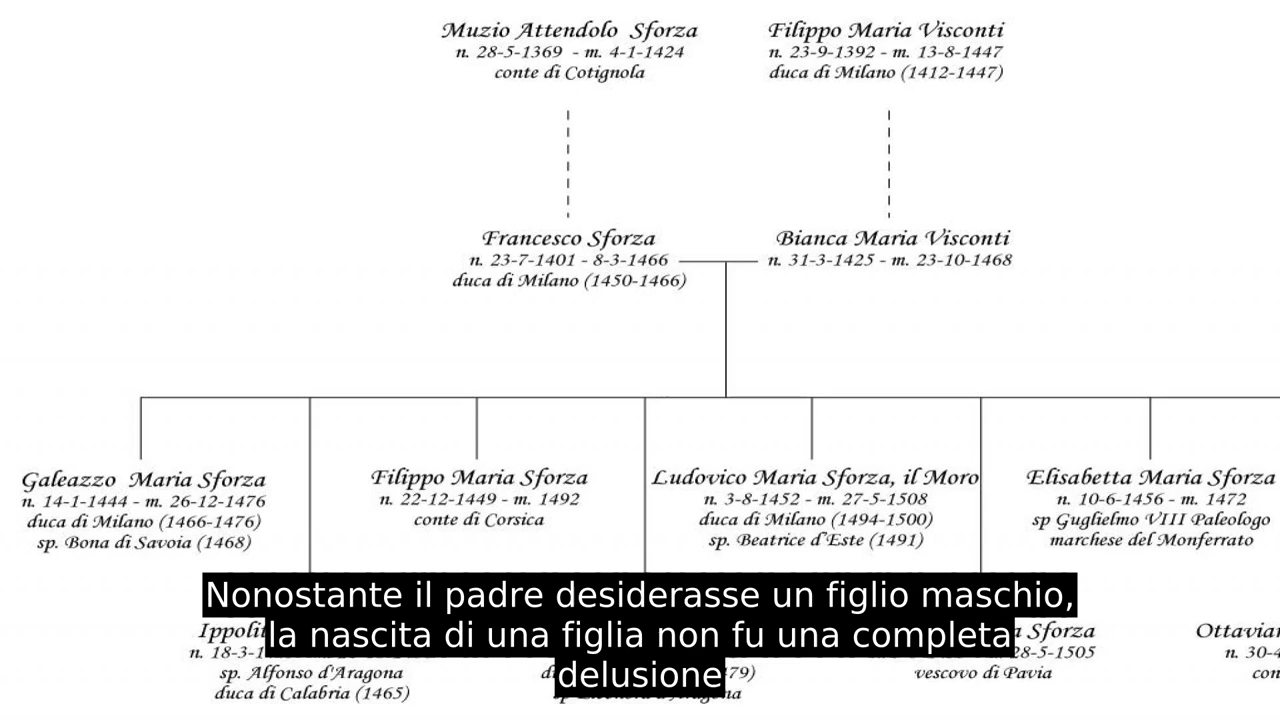 Muzio Attendolo Sforza
n. 28-5-1369 - m. 4-1-1424
conte di Cotignola
Filippo Maria Visconti
n. 23-9-1392 - m. 13-8-1447
duca di Milano (1412-1447)
Francesco Sforza
n. 23-7-1401 - 8-3-1466
duca di Milano (1450-1466)
Bianca Maria Visconti
n. 31-3-1425 - m. 23-10-1468
Galeazzo Maria Sforza
n. 14-1-1444 - m. 26-12-1476
duca di Milano (1466-1476)
sp. Bona di Savoia (1468)
Filippo Maria Sforza
n. 22-12-1449 - m. 1492
conte di Corsica
Ludovico Maria Sforza, il Moro
n. 3-8-1452 - m. 27-5-1508
duca di Milano (1494-1500)
sp. Beatrice d'Este (1491)
Elisabetta Maria Sforza
n. 10-6-1456 - m. 1472
sp Guglielmo VIII Paleologo
marchese del Monferrato
Nonostante il padre desiderasse un figlio maschio,
la nascita di una figlia non fu una completa
delusione
sp. Alfonso d'Aragona
duca di Calabria (1465)
Sforza
28-5-1505
vescovo di Pavia